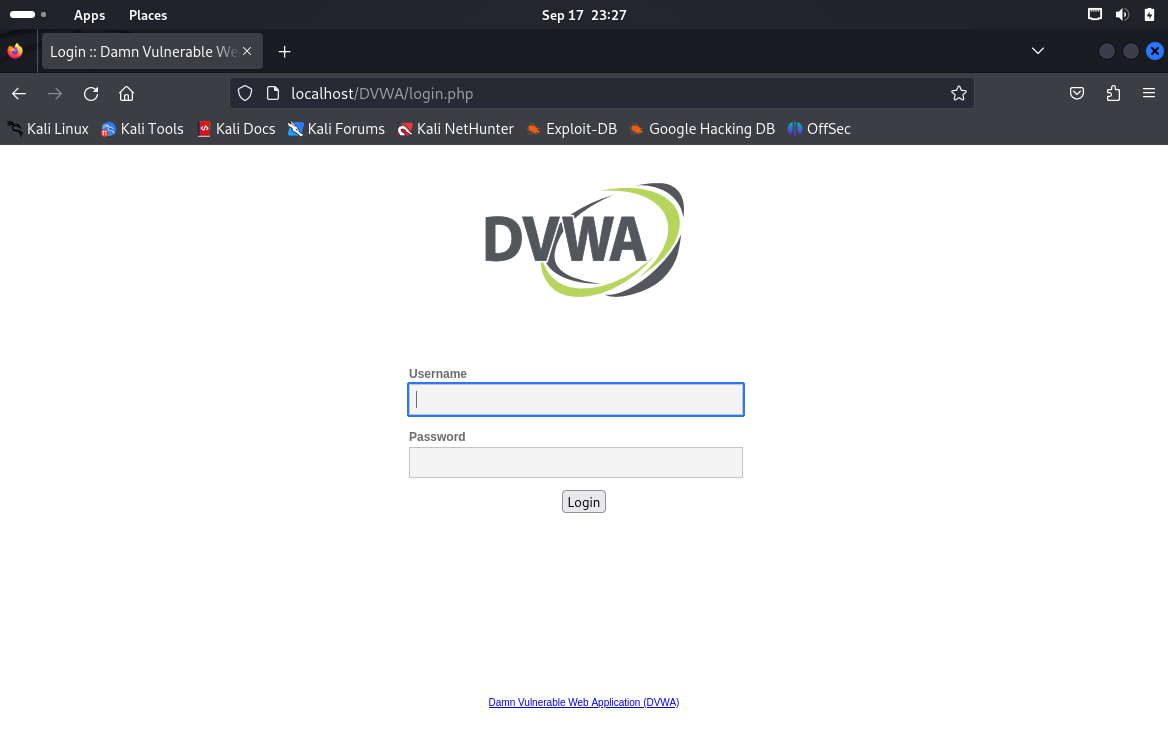 Apps Places Sep 17 23:27
Login :: Damn Vulnerable We
localhost/DVWA/login.php
Kali Linux Kali Tools Kali Docs Kali Forums Kali NetHunter Exploit-DB Google Hacking DB OffSec
DVWA
Username
Password
Login
Damn Vulnerable Web Application (DVWA)